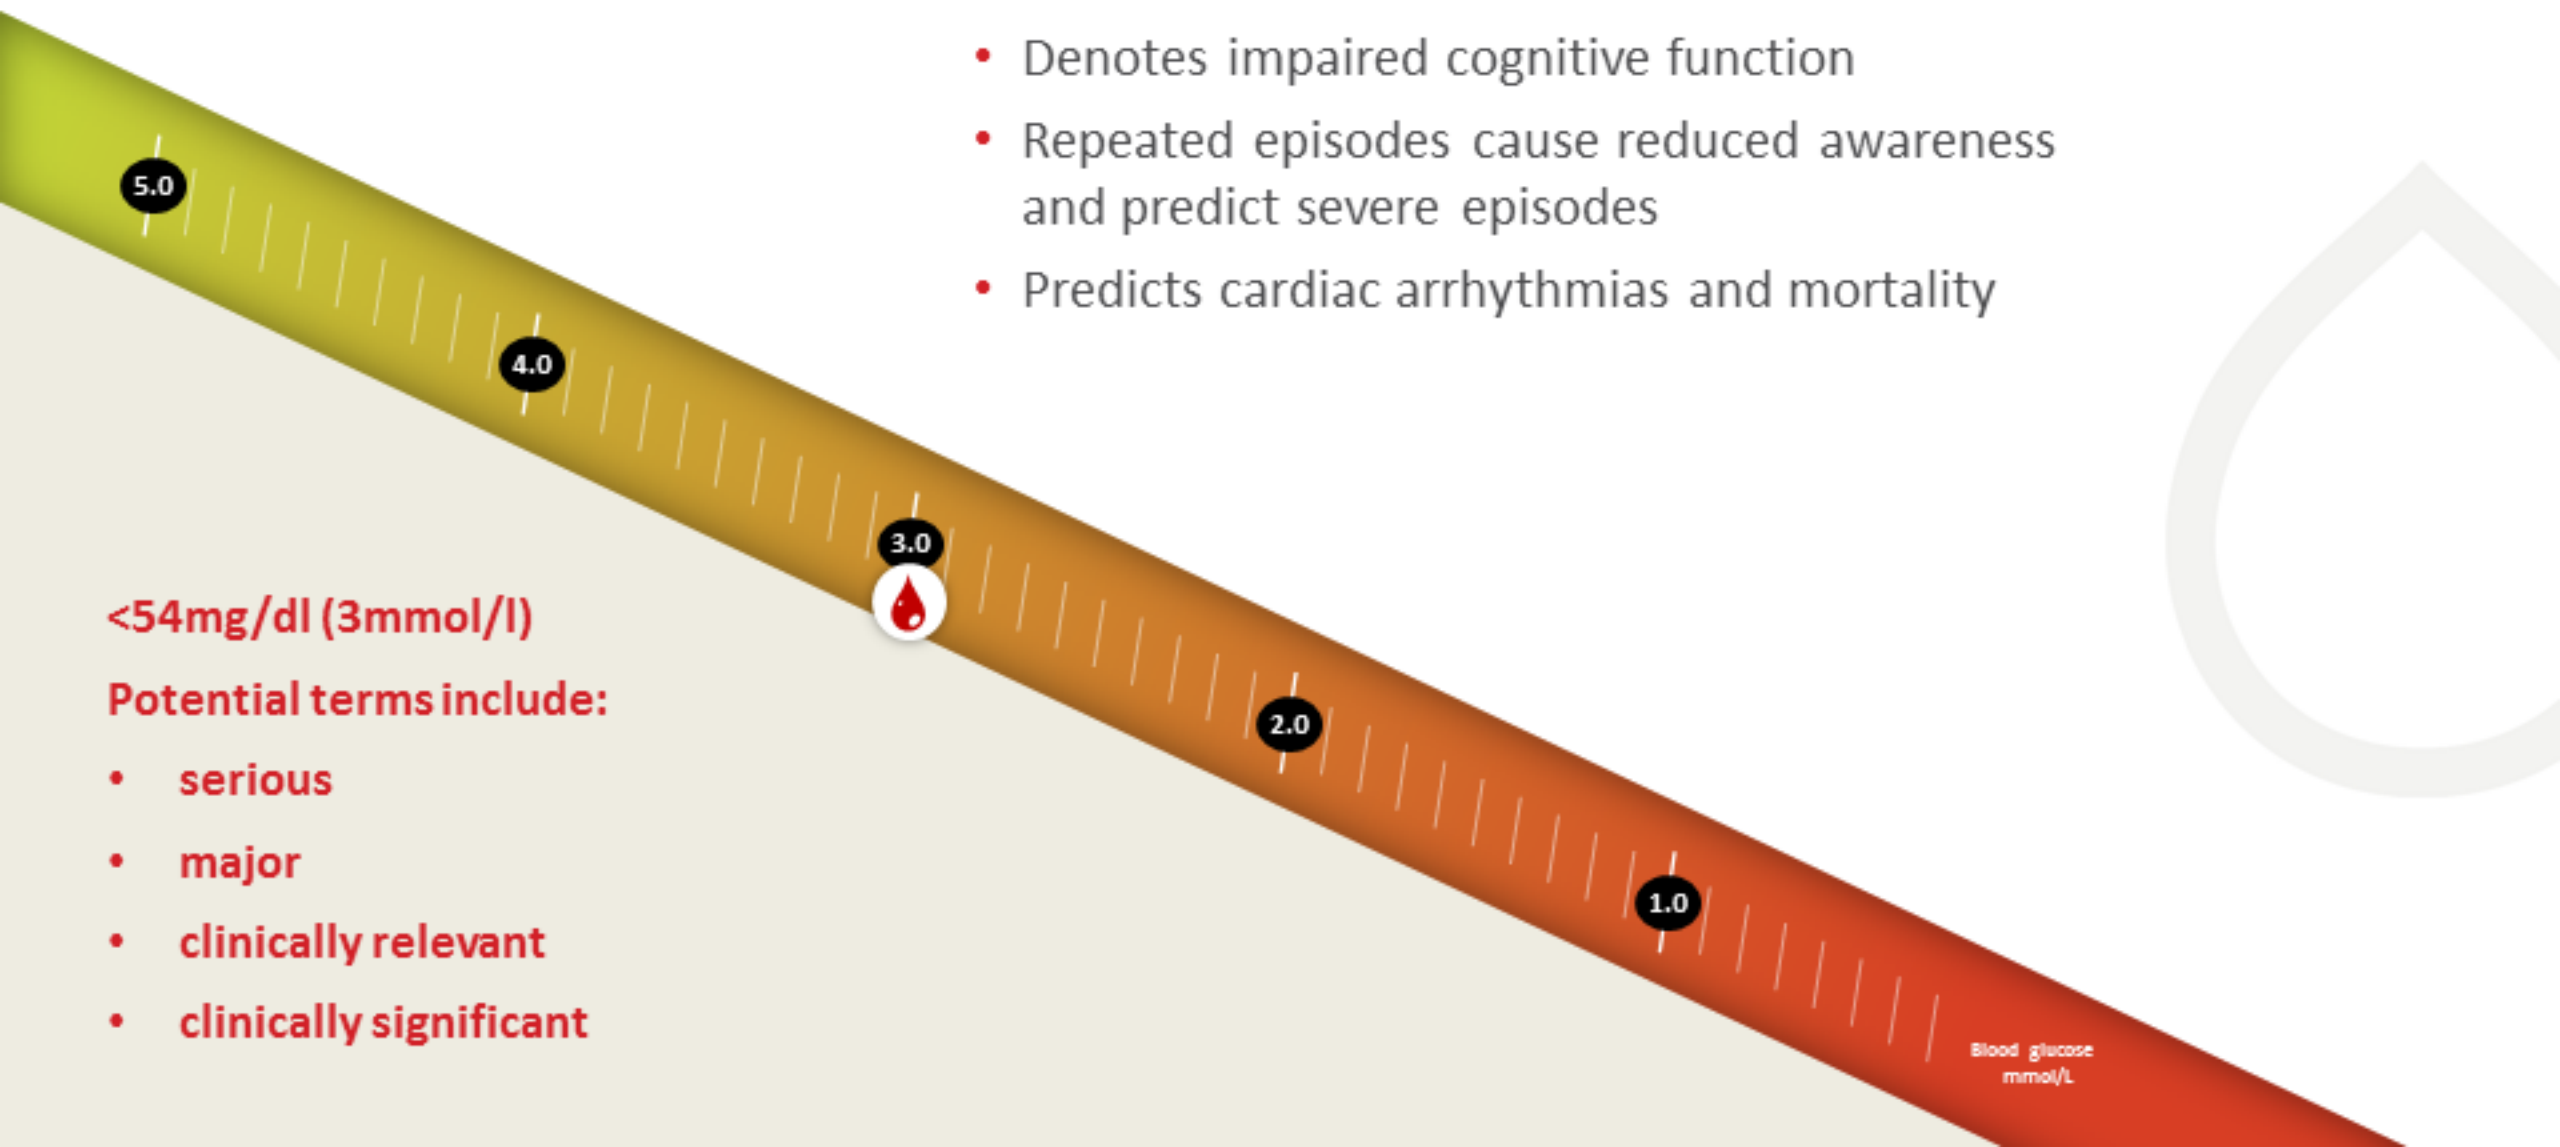 • Denotes impaired cognitive function
• Repeated episodes cause reduced awareness
and predict severe episodes
• Predicts cardiac arrhythmias and mortality
5.0
4.0
3.0
2.0
1.0
Blood glucose
mmol/L
<54mg/dl (3mmol/l)
Potential terms include:
• serious
• major
• clinically relevant
• clinically significant